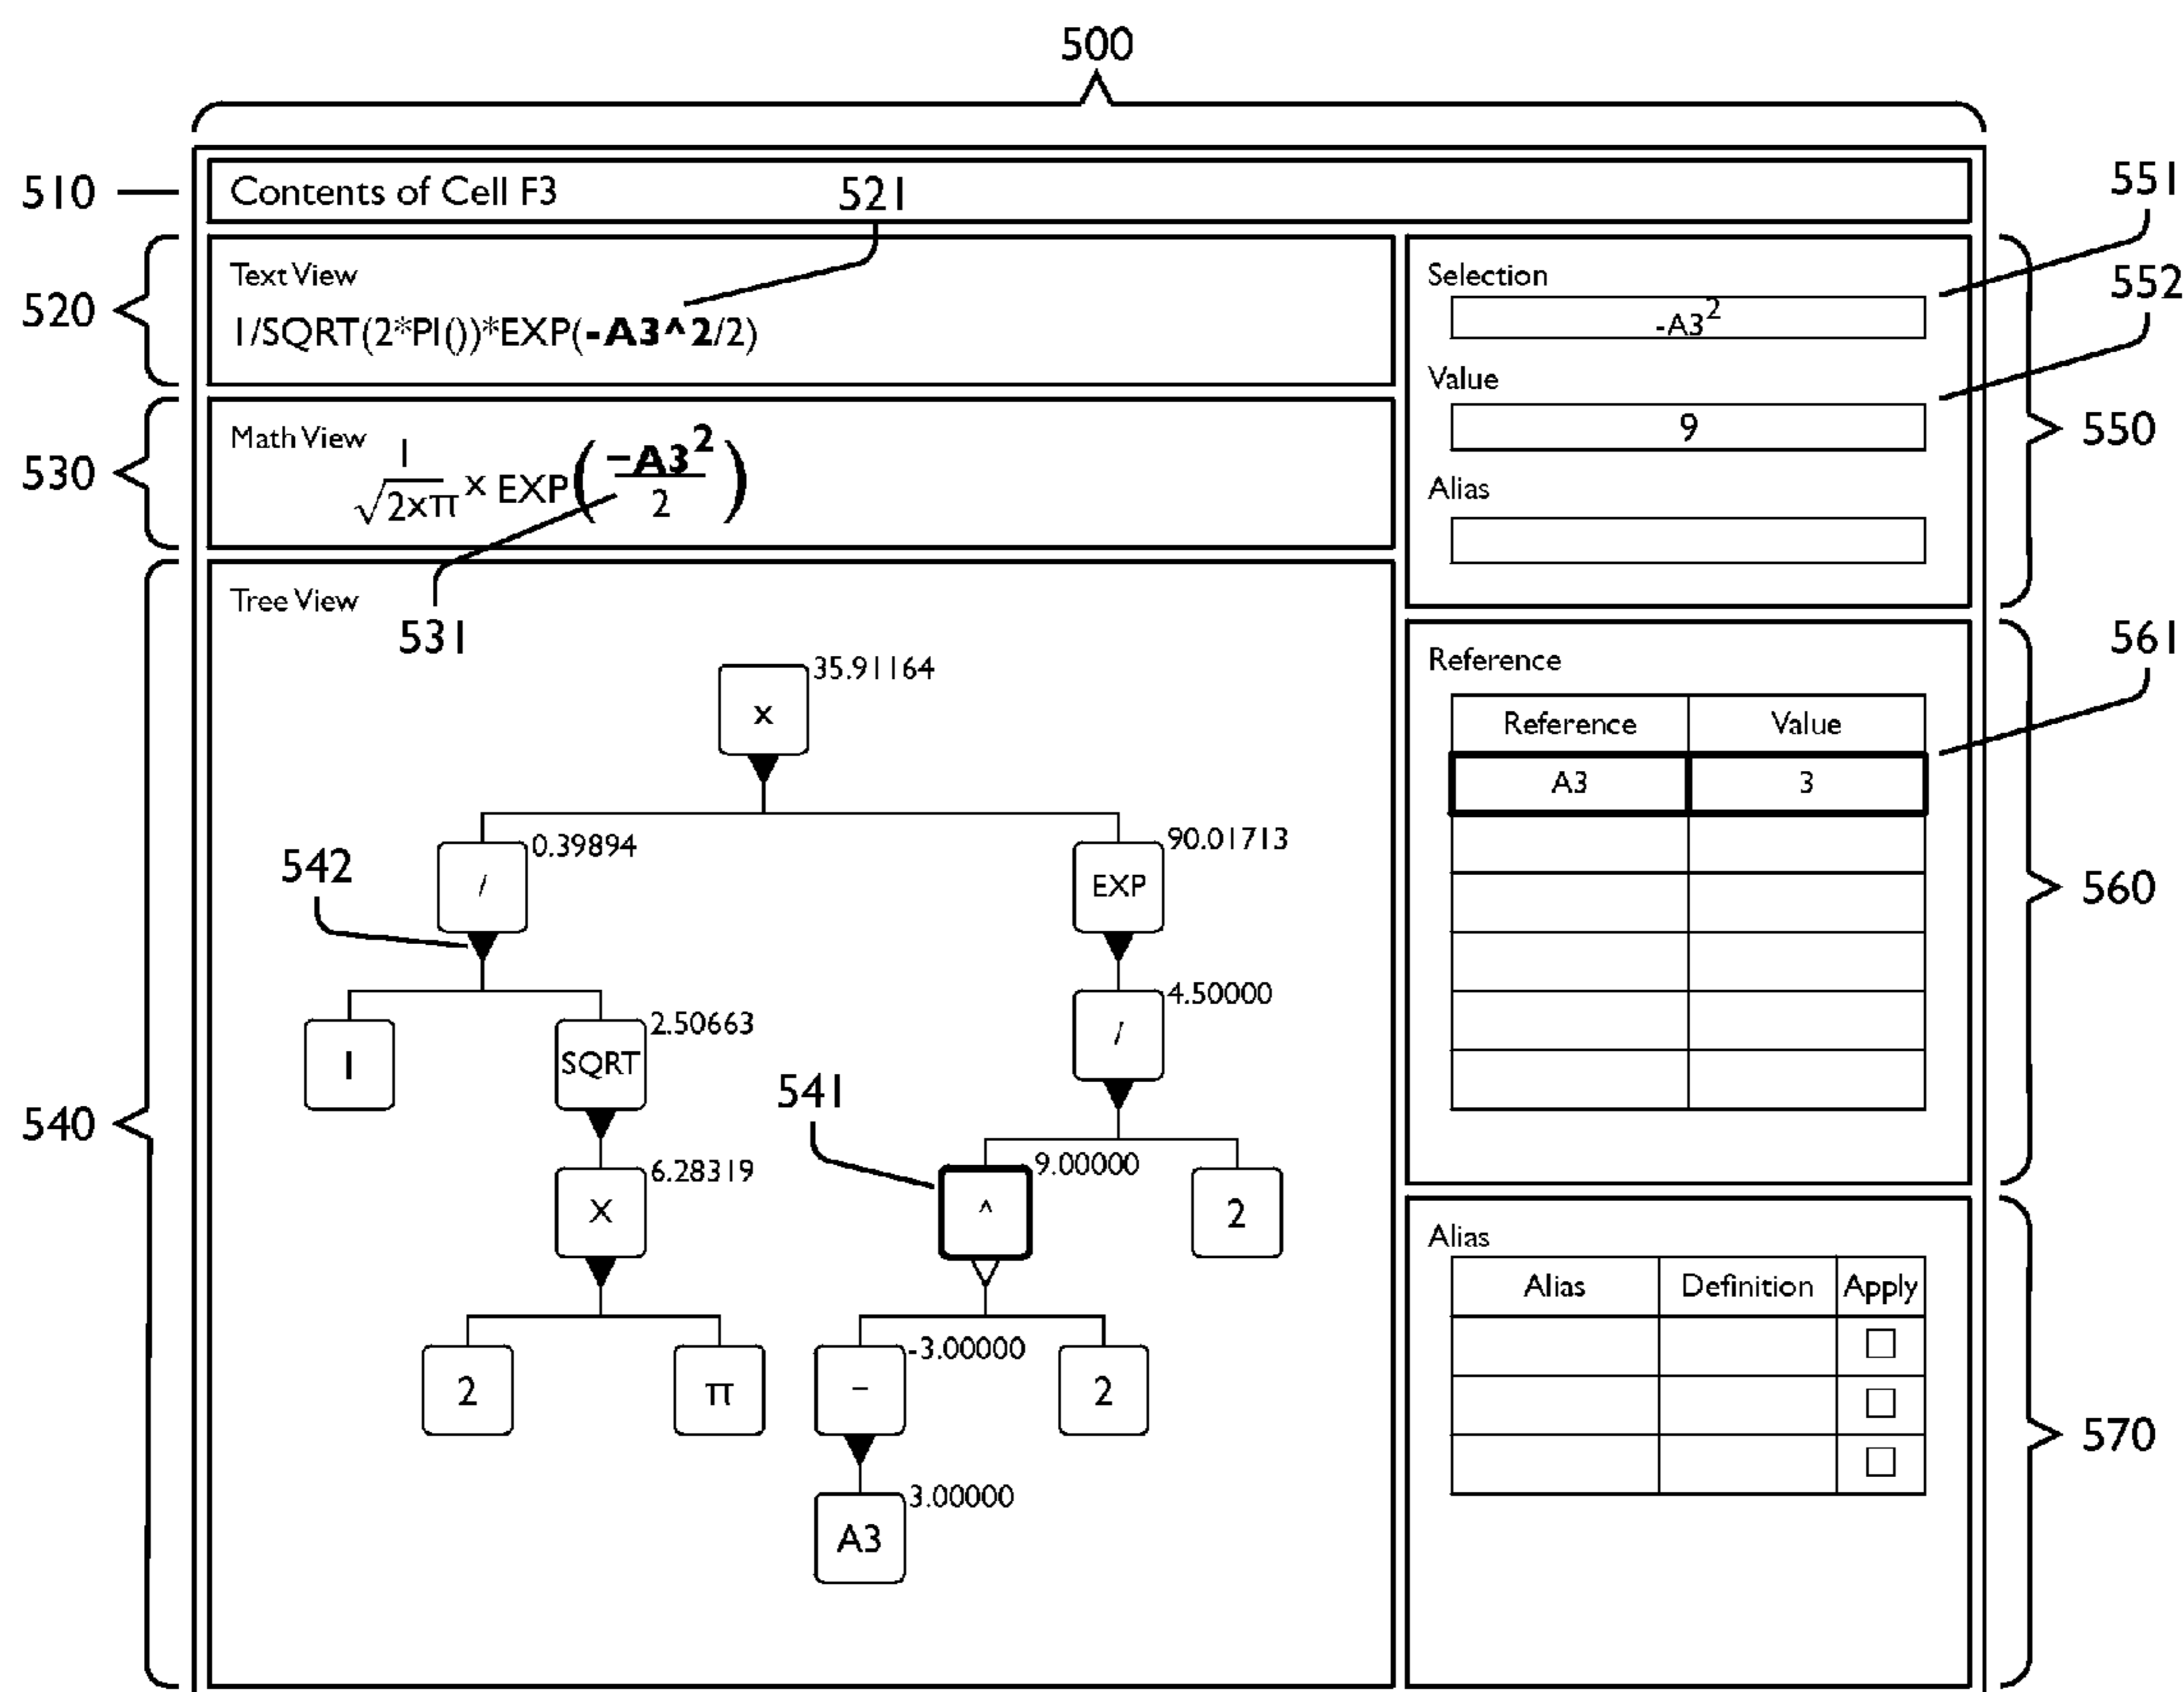 500
510
Contents of Cell F3
521
551
520
Text View
1/SQRT(2*PI())*EXP(-A3^2/2)
Selection
-A3²
552
Value
9
550
530
Math View
1
√2xπ
x EXP(
-A3²
2
)
Alias
531
540
Tree View
x
35.91164
/
0.39894
EXP
90.01713
542
1
SQRT
2.50663
/
4.50000
541
X
6.28319
^
9.00000
2
2
π
–
-3.00000
2
A3
3.00000
561
Reference
Reference Value
A3 3
560
Alias
Alias Definition Apply
570